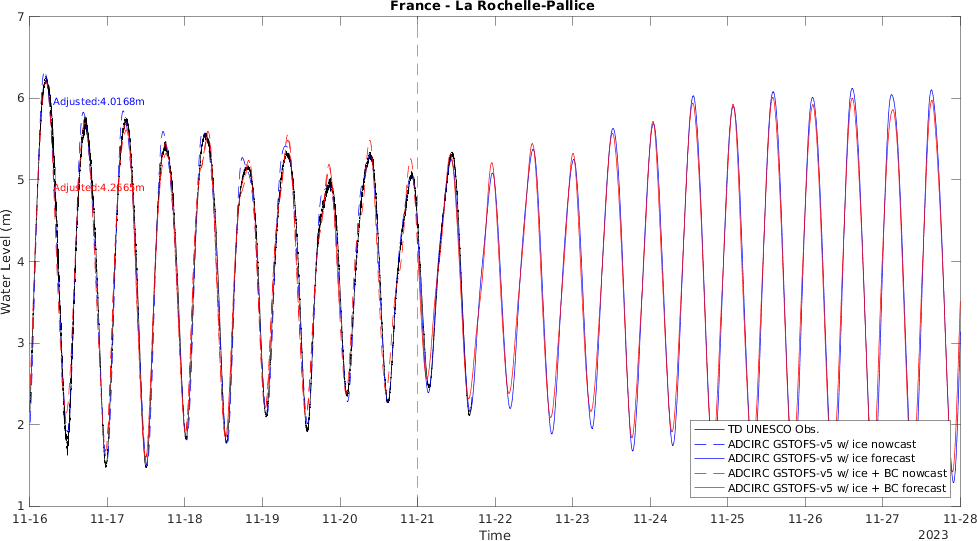 France - La Rochelle-Pallice
7
6
5
4
3
2
1
Water Level (m)
Adjusted:4.0168m
Adjusted:4.2665m
TD UNESCO Obs.
ADCIRC GSTOFS-v5 w/ ice nowcast
ADCIRC GSTOFS-v5 w/ ice forecast
ADCIRC GSTOFS-v5 w/ ice + BC nowcast
ADCIRC GSTOFS-v5 w/ ice + BC forecast
11-16 11-17 11-18 11-19 11-20 11-21 11-22 11-23 11-24 11-25 11-26 11-27 11-28
Time
2023